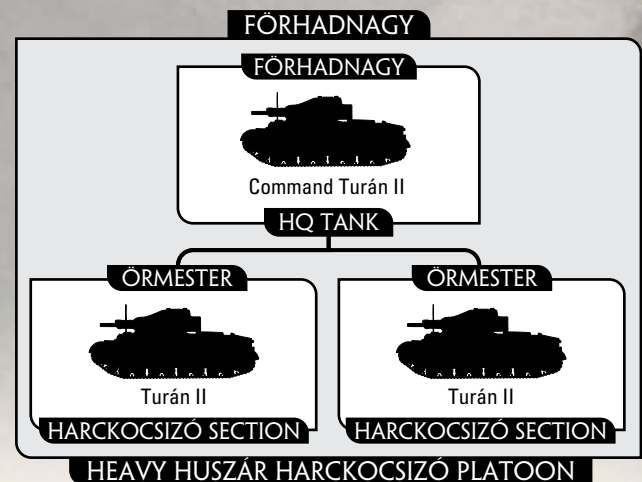 FÖRHADNAGY
FÖRHADNAGY
Command Turán II
HQ TANK
ÖRMESTER
ÖRMESTER
Turán II
Turán II
HARCKOCSIZÓ SECTION
HARCKOCSIZÓ SECTION
HEAVY HUSZÁR HARCKOCSIZÓ PLATOON